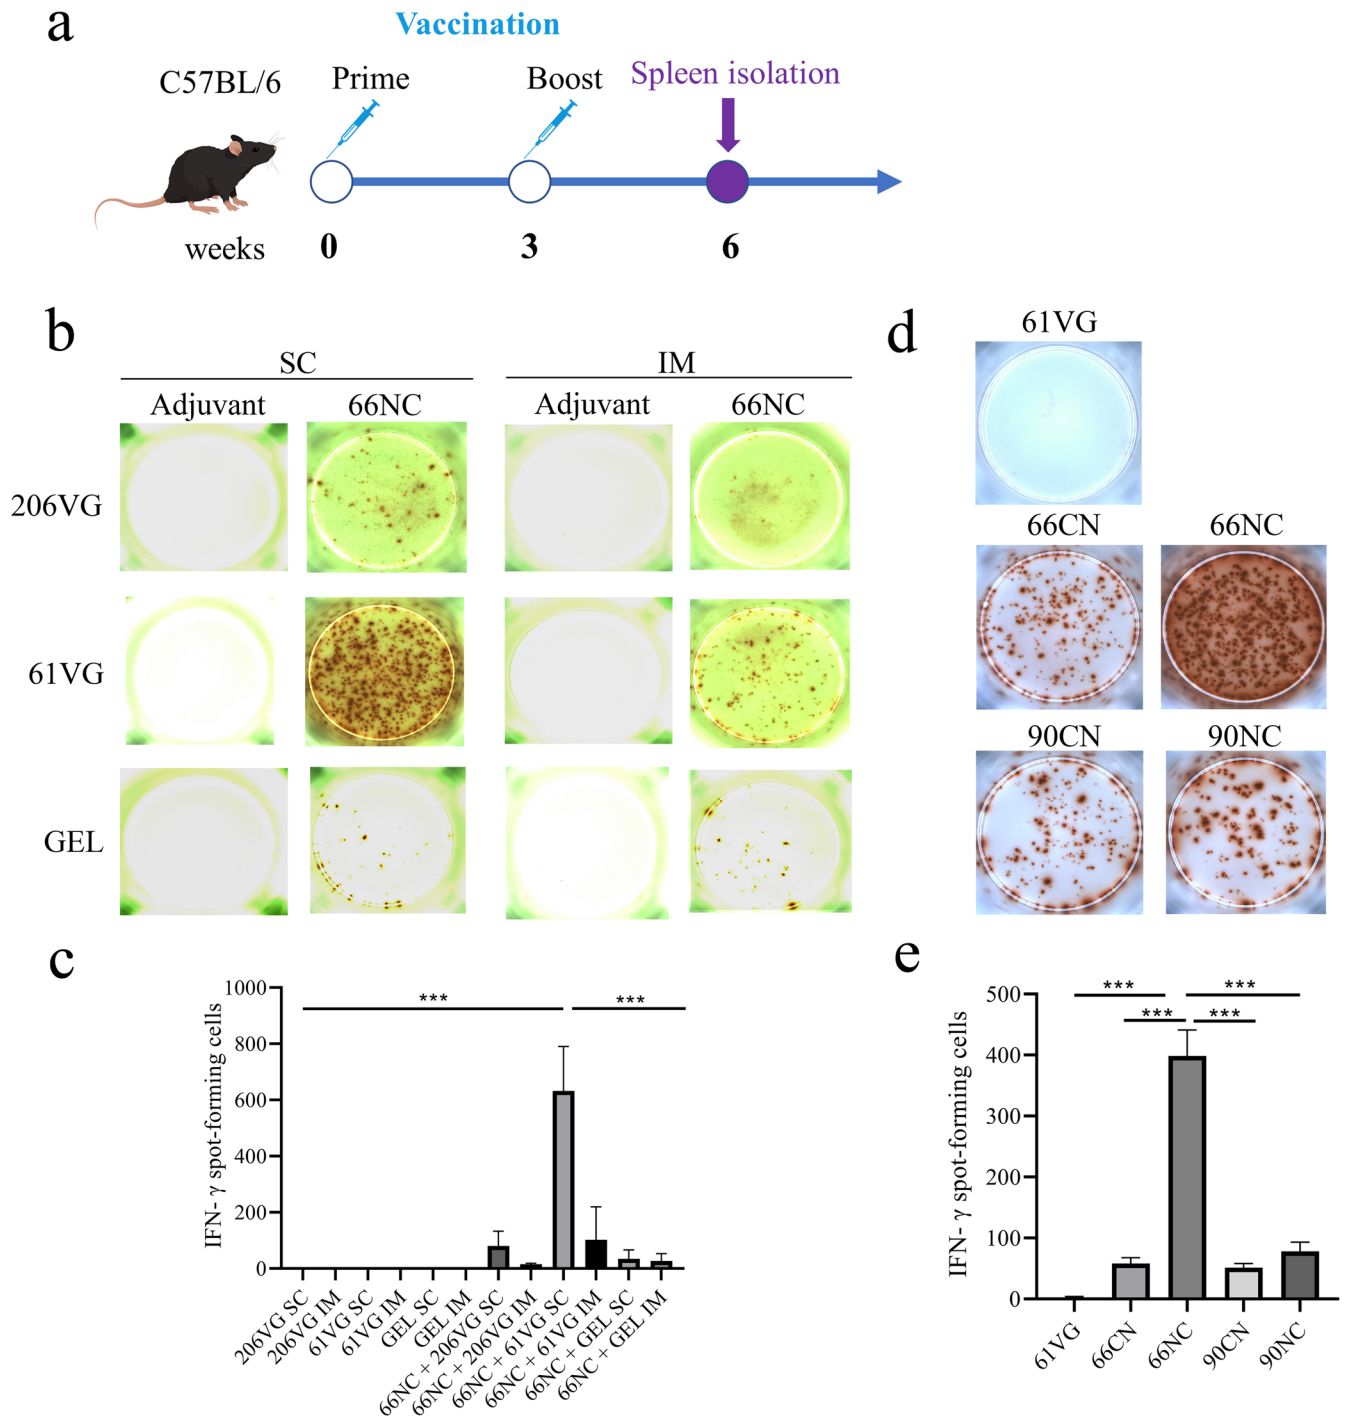 a
Vaccination
C57BL/6
Prime
Boost
Spleen isolation
weeks
0
3
6
b
SC
IM
Adjuvant
66NC
Adjuvant
66NC
206VG
61VG
GEL
d
61VG
66CN
66NC
90CN
90NC
c
IFN- γ spot-forming cells
1000
800
600
400
200
0
***
***
206VG SC
206VG IM
61VG SC
61VG IM
GEL SC
GEL IM
66NC + 206VG SC
66NC + 206VG IM
66NC + 61VG SC
66NC + 61VG IM
66NC + GEL SC
66NC + GEL IM
e
IFN- γ spot-forming cells
500
400
300
200
100
0
***
***
***
***
61VG
66CN
66NC
90CN
90NC